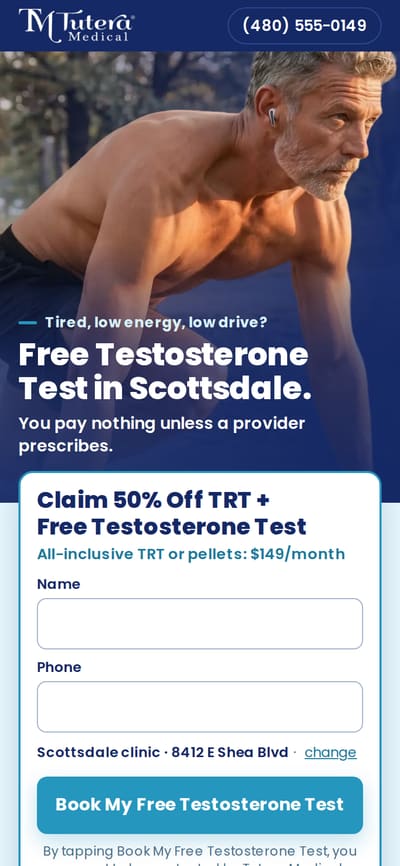 TM Tutera
Medical
(480) 555-0149
Tired, low energy, low drive?
Free Testosterone
Test in Scottsdale.
You pay nothing unless a provider
prescribes.
Claim 50% Off TRT +
Free Testosterone Test
All-inclusive TRT or pellets: $149/month
Name
Phone
Scottsdale clinic · 8412 E Shea Blvd · change
Book My Free Testosterone Test
By tapping Book My Free Testosterone Test, you